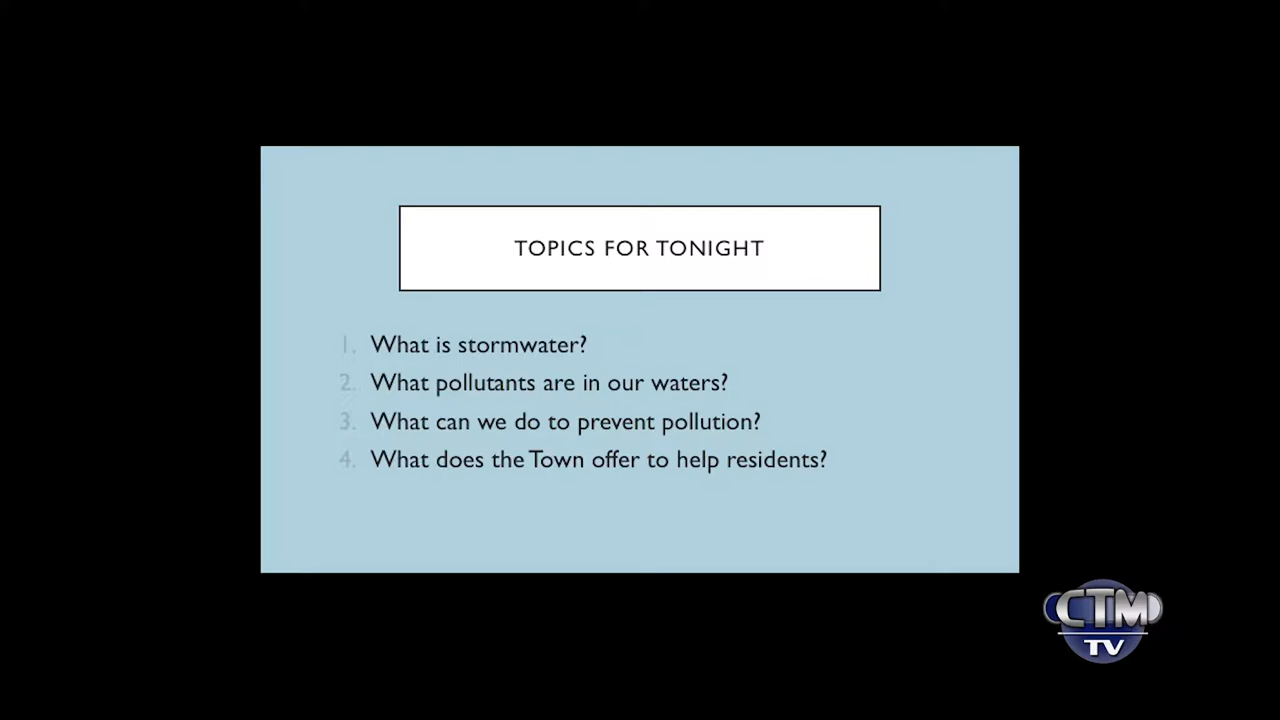 TOPICS FOR TONIGHT
1. What is stormwater?
2. What pollutants are in our waters?
3. What can we do to prevent pollution?
4. What does the Town offer to help residents?
CTM
TV